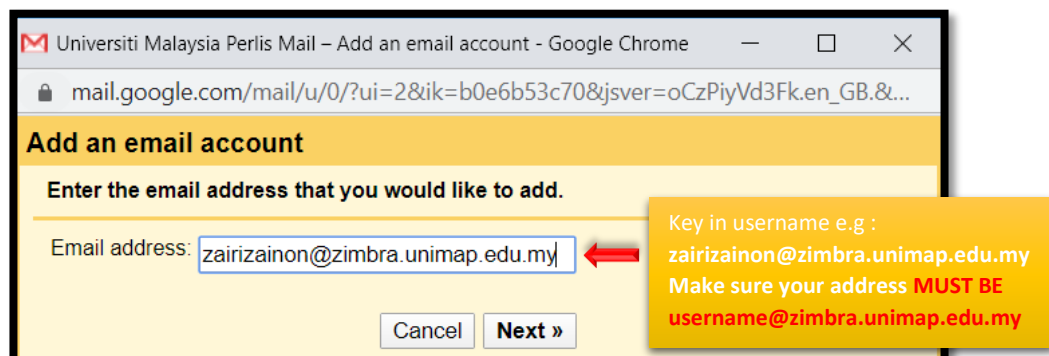 Universiti Malaysia Perlis Mail – Add an email account - Google Chrome
mail.google.com/mail/u/0/?ui=2&ik=b0e6b53c70&jsver=oCzPiyVd3Fk.en_GB.&...
Add an email account
Enter the email address that you would like to add.
Email address: zairizainon@zimbra.unimap.edu.my
Cancel Next »
Key in username e.g :
zairizainon@zimbra.unimap.edu.my
Make sure your address MUST BE
username@zimbra.unimap.edu.my